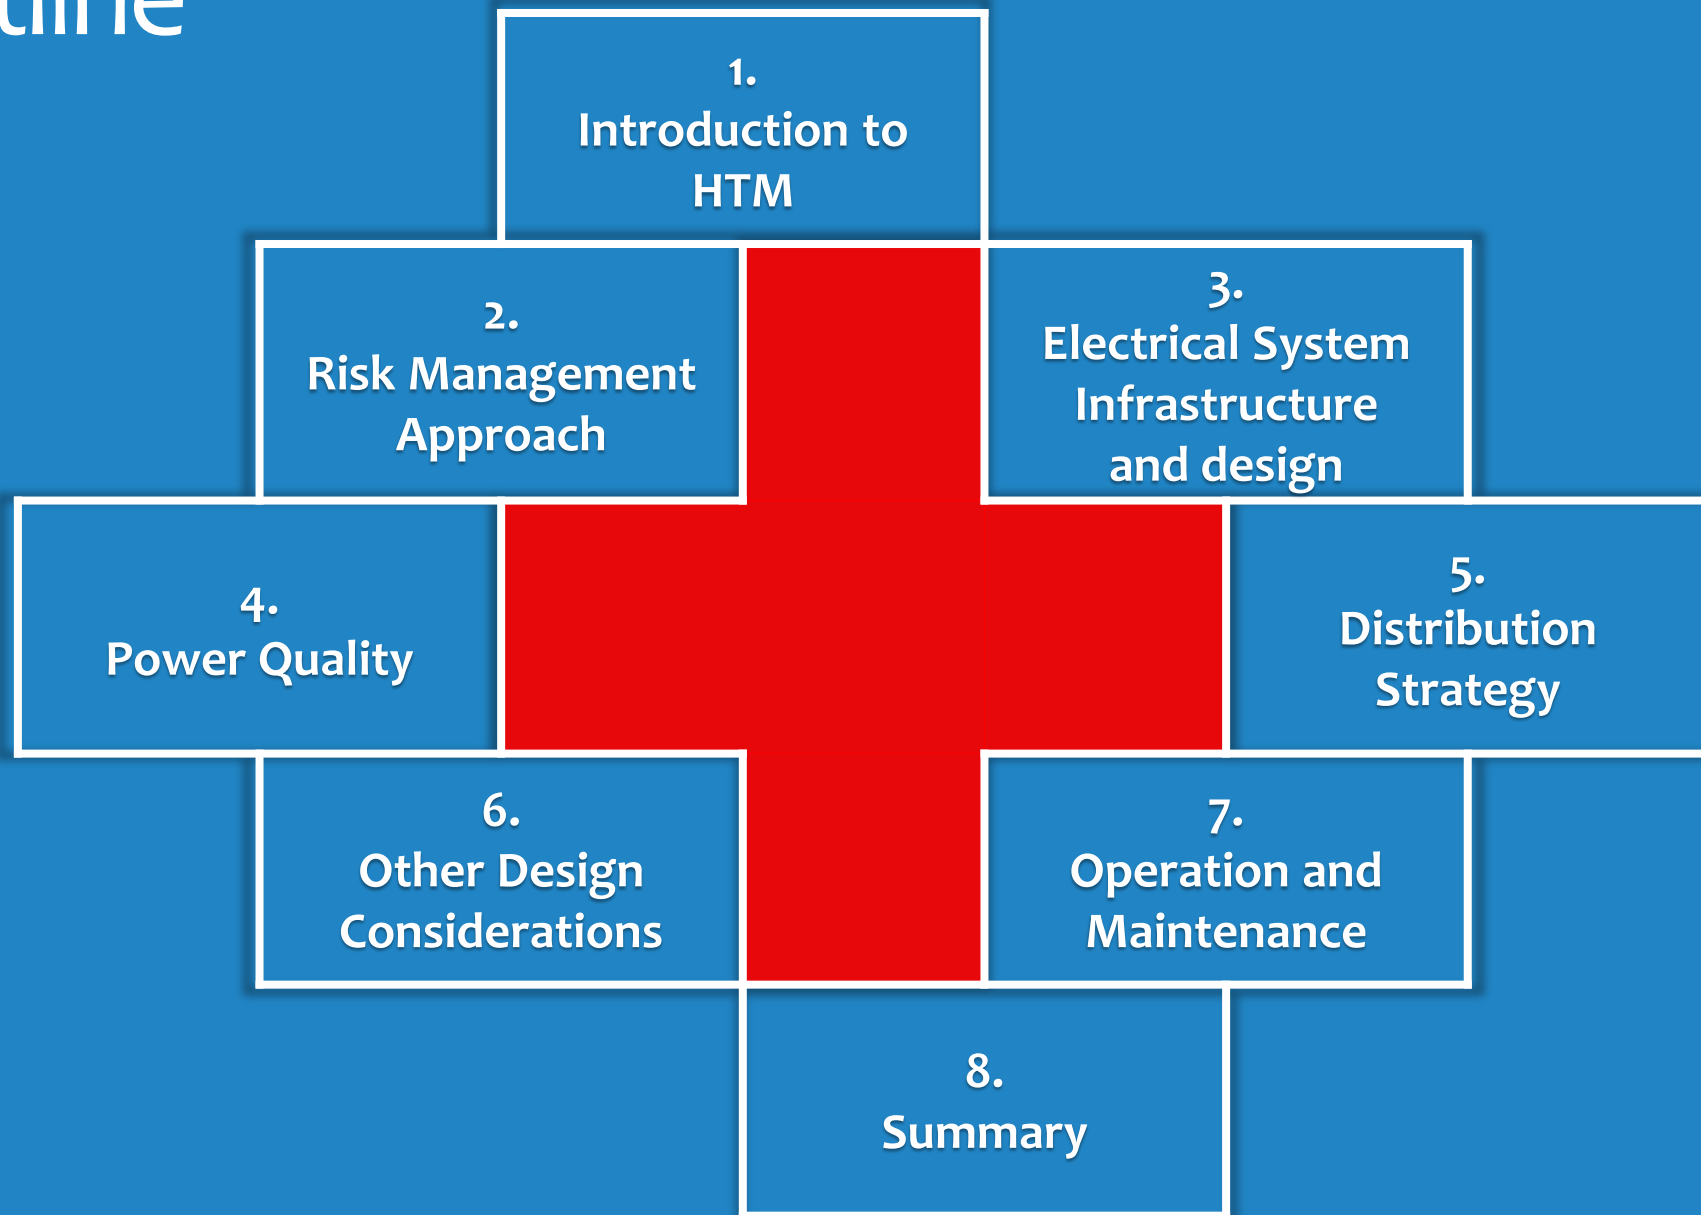 1.
Introduction to
HTM
2.
Risk Management
Approach
3.
Electrical System
Infrastructure
and design
4.
Power Quality
5.
Distribution
Strategy
6.
Other Design
Considerations
7.
Operation and
Maintenance
8.
Summary